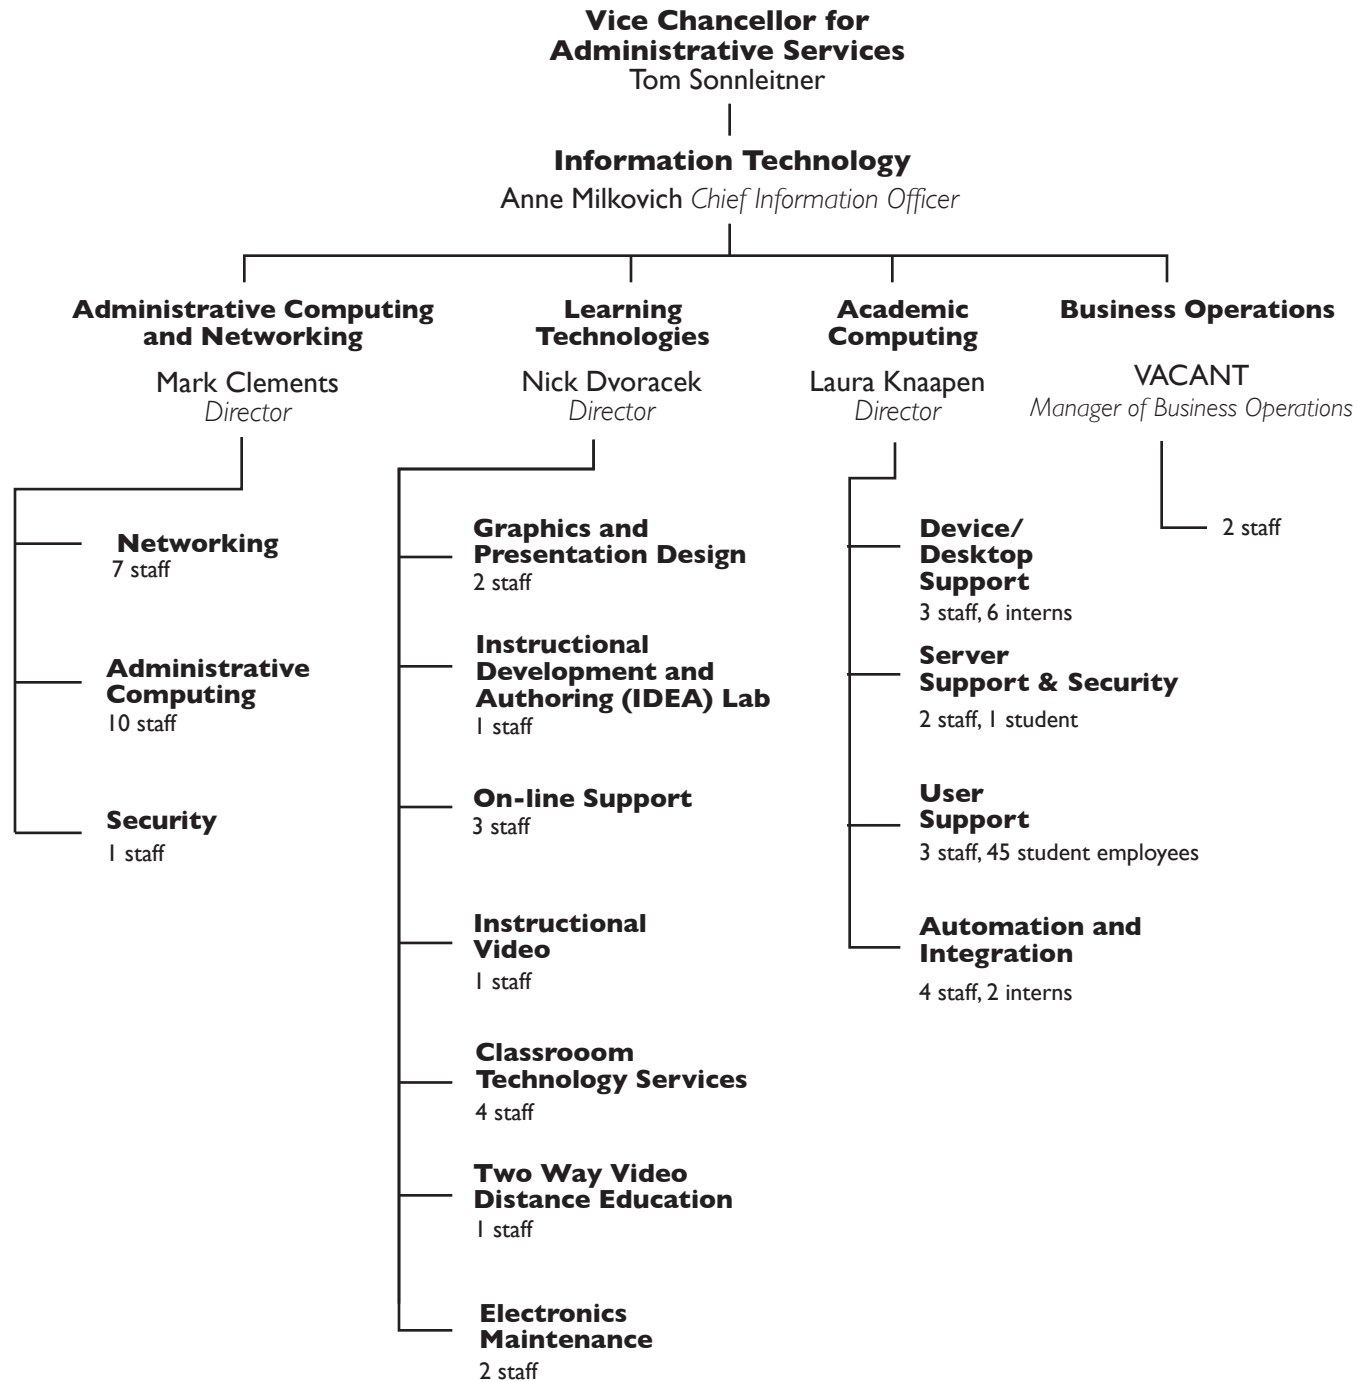 Vice Chancellor for
Administrative Services
Tom Sonnleitner
Information Technology
Anne Milkovich Chief Information Officer
Administrative Computing
and Networking
Mark Clements
Director
Networking
7 staff
Administrative
Computing
10 staff
Security
1 staff
Learning
Technologies
Nick Dvoracek
Director
Graphics and
Presentation Design
2 staff
Instructional
Development and
Authoring (IDEA) Lab
1 staff
On-line Support
3 staff
Instructional
Video
1 staff
Classrooom
Technology Services
4 staff
Two Way Video
Distance Education
1 staff
Electronics
Maintenance
2 staff
Academic
Computing
Laura Knaapen
Director
Device/
Desktop
Support
3 staff, 6 interns
Server
Support & Security
2 staff, 1 student
User
Support
3 staff, 45 student employees
Automation and
Integration
4 staff, 2 interns
Business Operations
VACANT
Manager of Business Operations
2 staff